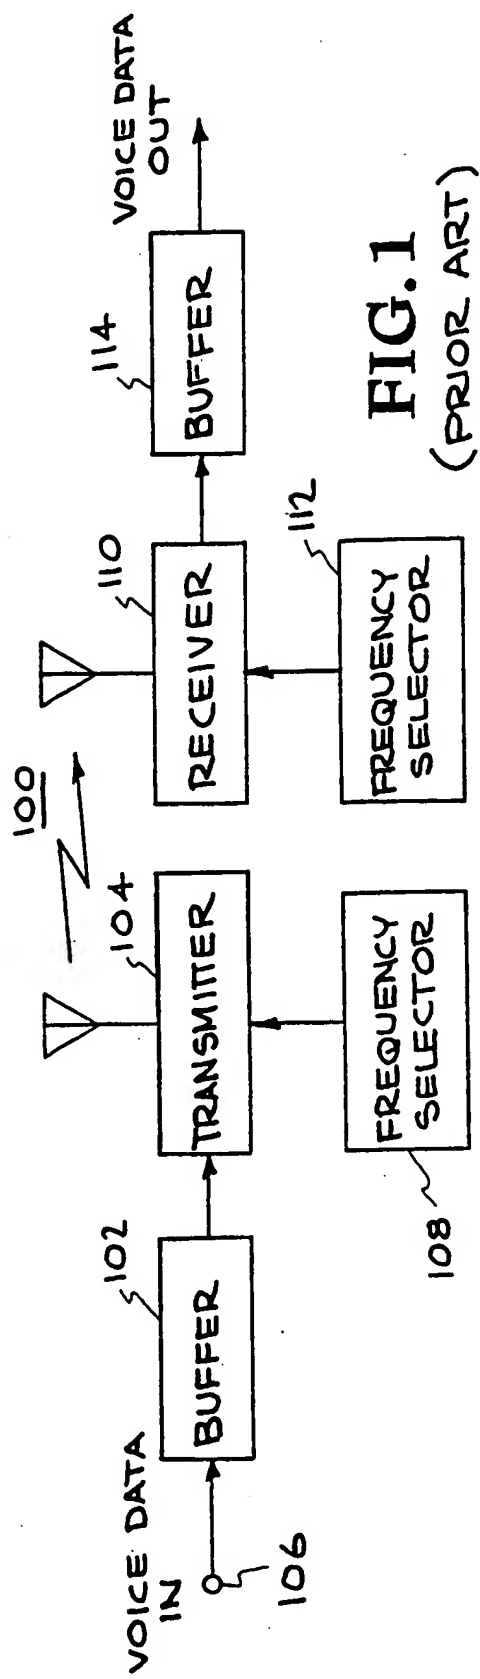 100
VOICE DATA
IN
106
102
BUFFER
104
TRANSMITTER
108
FREQUENCY
SELECTOR
110
RECEIVER
112
FREQUENCY
SELECTOR
114
BUFFER
VOICE DATA
OUT
FIG. 1
(PRIOR ART)